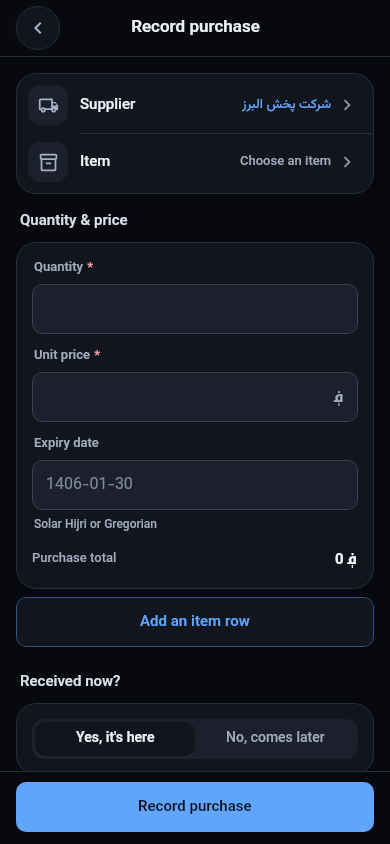 Record purchase
Supplier
شرکت پخش البرز
Item
Choose an item
Quantity & price
Quantity *
Unit price *
؋
Expiry date
1406-01-30
Solar Hijri or Gregorian
Purchase total
0 ؋
Add an item row
Received now?
Yes, it's here
No, comes later
Record purchase